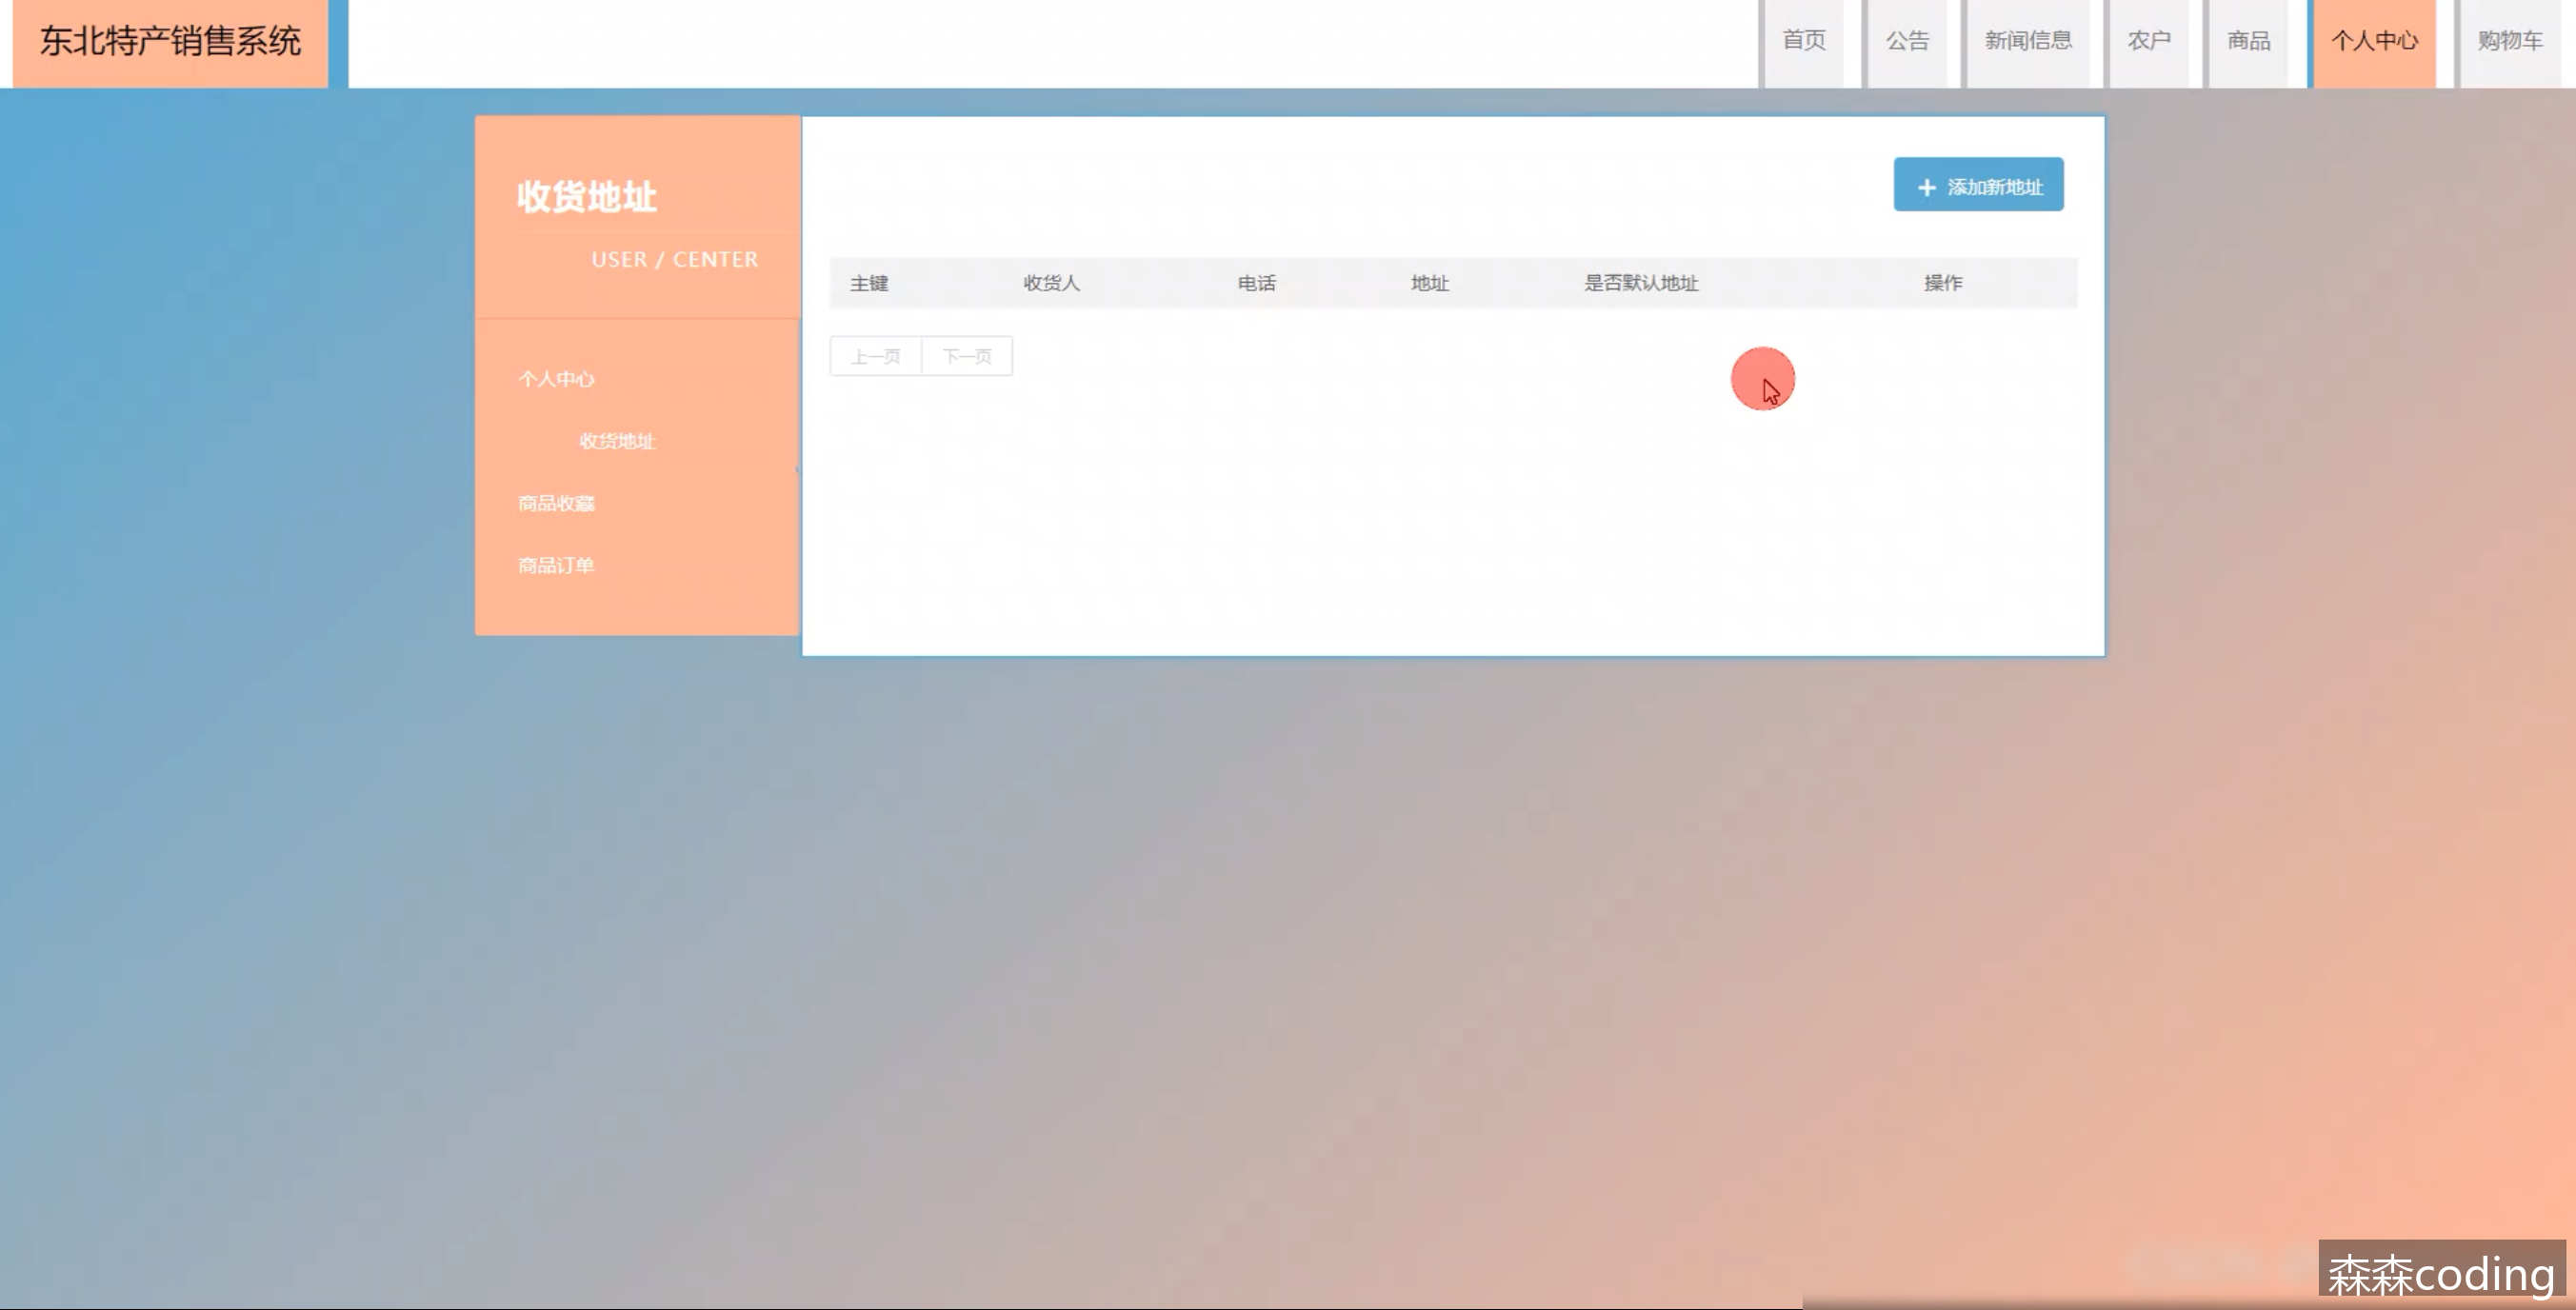 东北特产销售系统
首页 公告 新闻信息 农户 商品 个人中心 购物车
收货地址
USER / CENTER
个人中心
收货地址
商品收藏
商品订单
+ 添加新地址
主键 收货人 电话 地址 是否默认地址 操作
上一页 下一页
森森coding